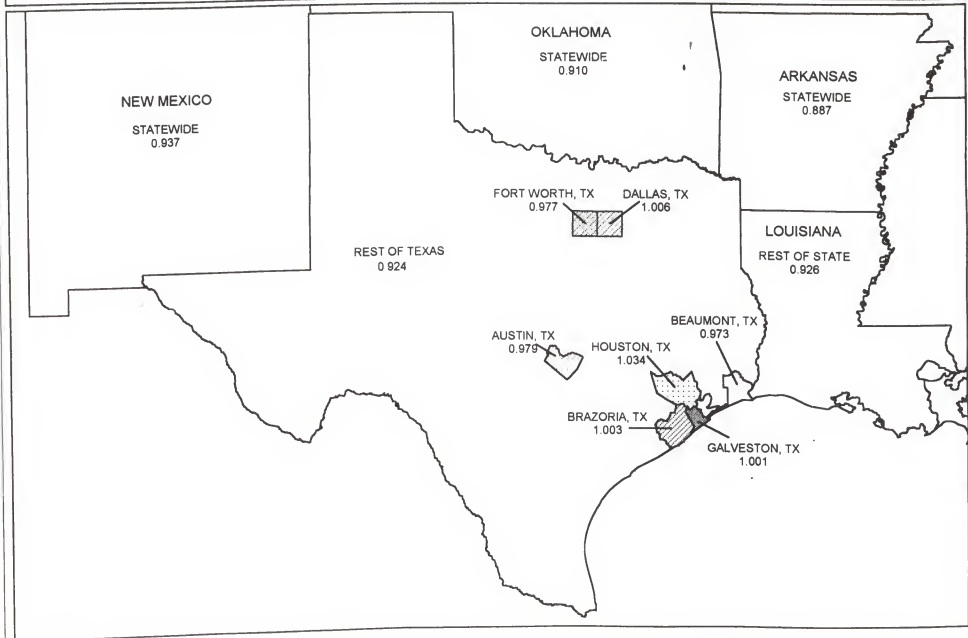 OKLAHOMA
STATEWIDE
0.910
ARKANSAS
STATEWIDE
0.887
NEW MEXICO
STATEWIDE
0.937
FORT WORTH, TX
0.977
DALLAS, TX
1.006
REST OF TEXAS
0 924
LOUISIANA
REST OF STATE
0.926
AUSTIN, TX
0.979
HOUSTON, TX
1.034
BEAUMONT, TX
0.973
BRAZORIA, TX
1.003
GALVESTON, TX
1.001